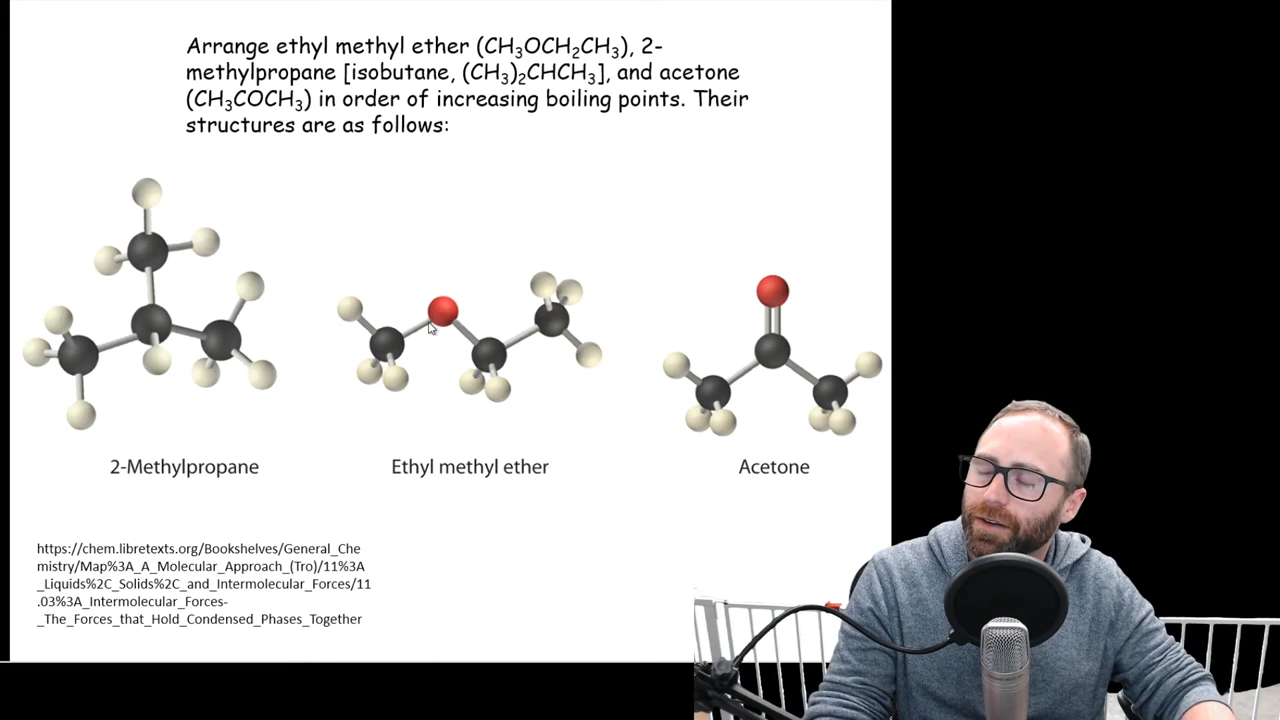 Arrange ethyl methyl ether (CH₃OCH₂CH₃), 2-
methylpropane [isobutane, (CH₃)₂CHCH₃], and acetone
(CH₃COCH₃) in order of increasing boiling points. Their
structures are as follows:
2-Methylpropane
Ethyl methyl ether
Acetone
https://chem.libretexts.org/Bookshelves/General_Che
mistry/Map%3A_A_Molecular_Approach_(Tro)/11%3A
_Liquids%2C_Solids%2C_and_Intermolecular_Forces/11
.03%3A_Intermolecular_Forces-
_The_Forces_that_Hold_Condensed_Phases_Together